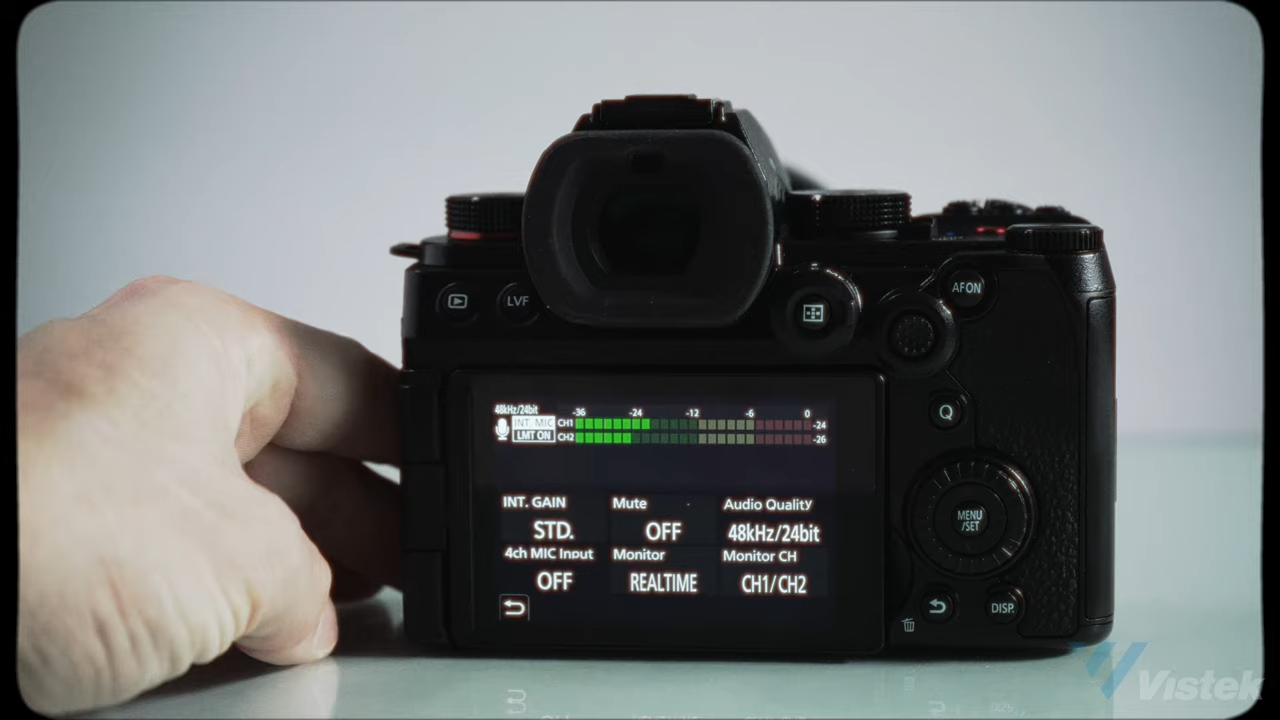 LVF
AF ON
Q
MENU
/SET
DISP.
48kHz/24bit
-36 -24 -12 -6 0
INT. MIC CH1 -24
LMT ON CH2 -26
INT. GAIN Mute Audio Quality
STD. OFF 48kHz/24bit
4ch MIC Input Monitor Monitor CH
OFF REALTIME CH1/CH2
Vistek